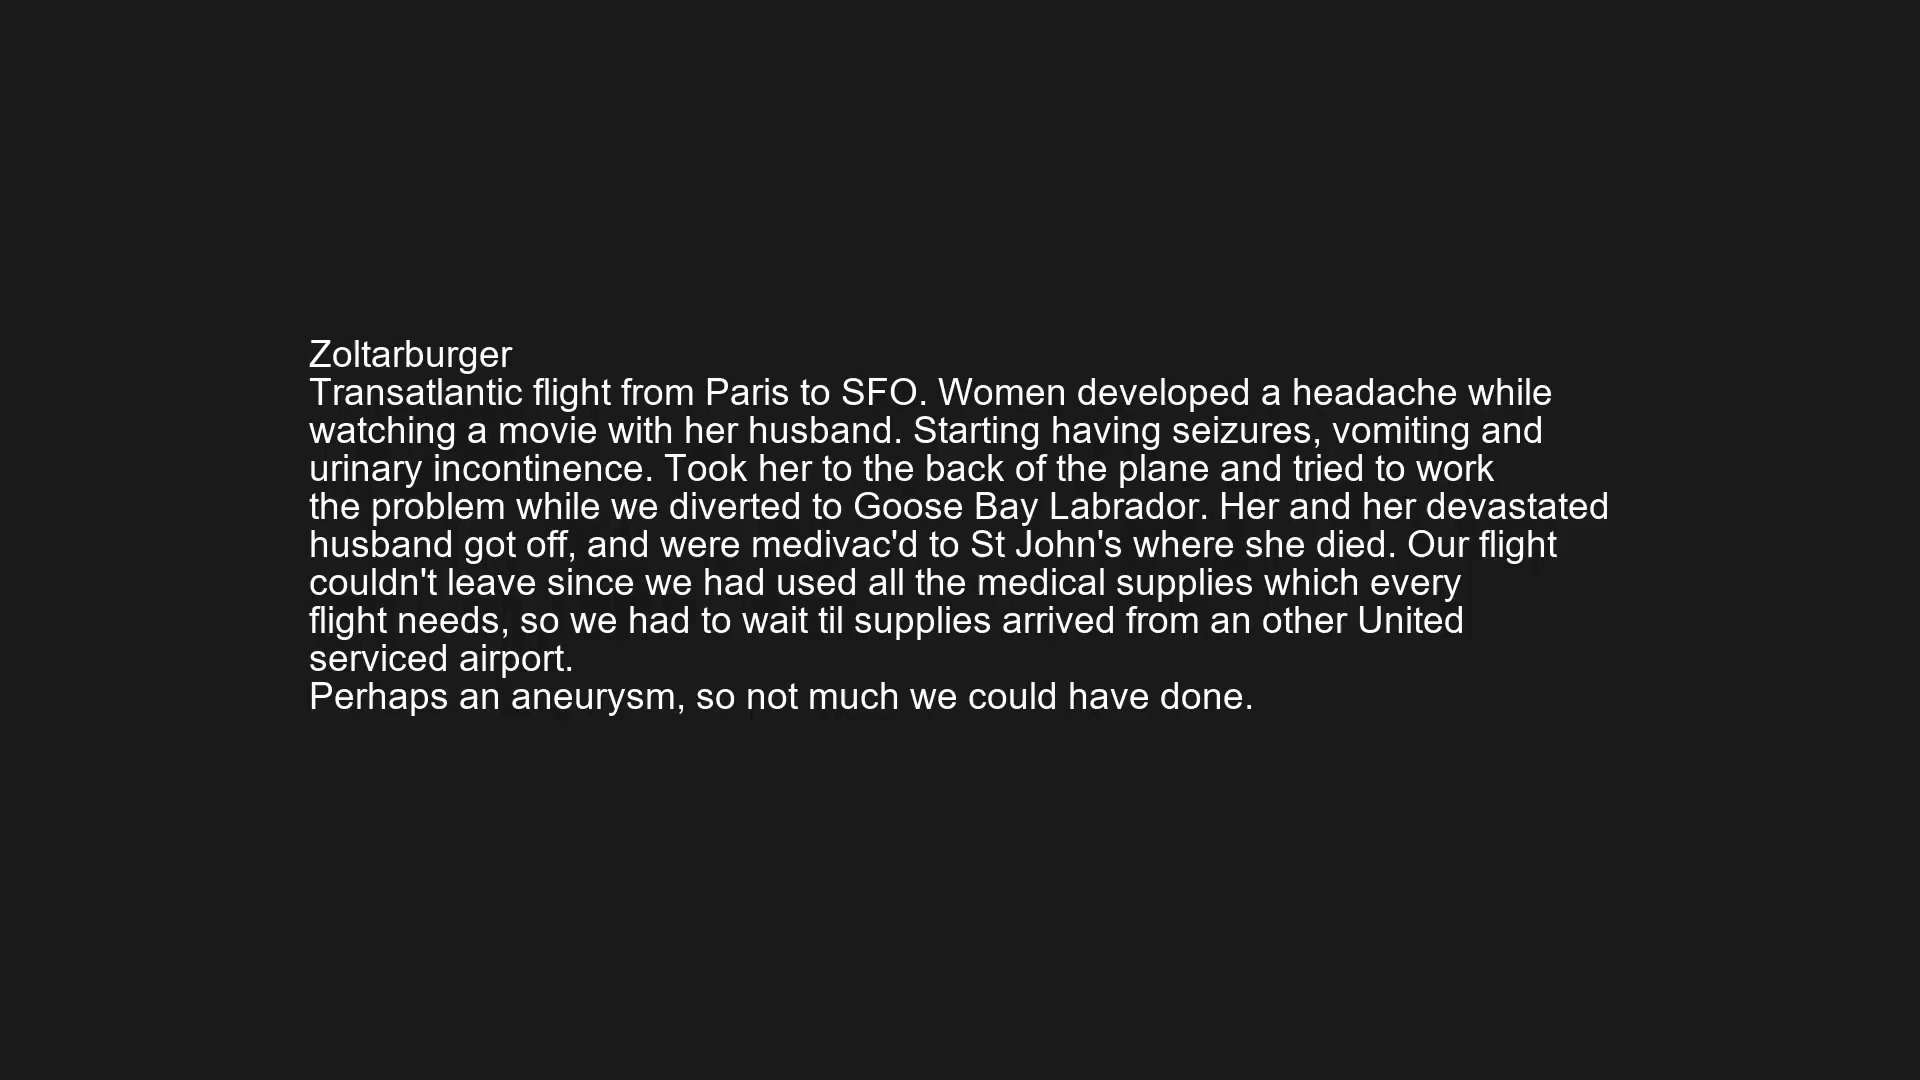 Zoltarburger
Transatlantic flight from Paris to SFO. Women developed a headache while
watching a movie with her husband. Starting having seizures, vomiting and
urinary incontinence. Took her to the back of the plane and tried to work
the problem while we diverted to Goose Bay Labrador. Her and her devastated
husband got off, and were medivac'd to St John's where she died. Our flight
couldn't leave since we had used all the medical supplies which every
flight needs, so we had to wait til supplies arrived from an other United
serviced airport.
Perhaps an aneurysm, so not much we could have done.